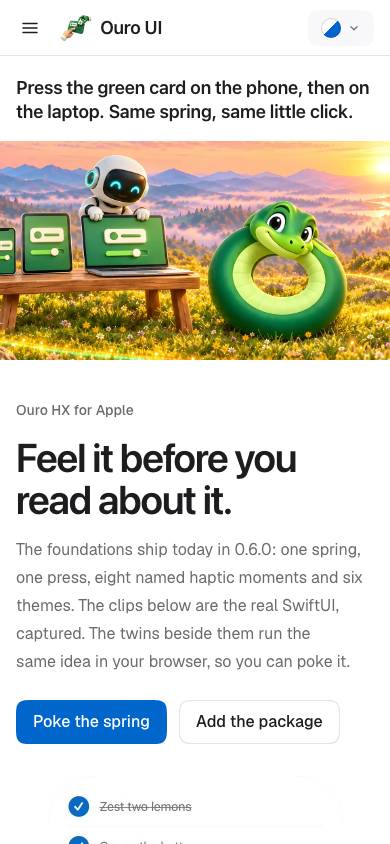 Ouro UI
Press the green card on the phone, then on
the laptop. Same spring, same little click.
Ouro HX for Apple
Feel it before you
read about it.
The foundations ship today in 0.6.0: one spring,
one press, eight named haptic moments and six
themes. The clips below are the real SwiftUI,
captured. The twins beside them run the
same idea in your browser, so you can poke it.
Poke the spring
Add the package
Zest two lemons